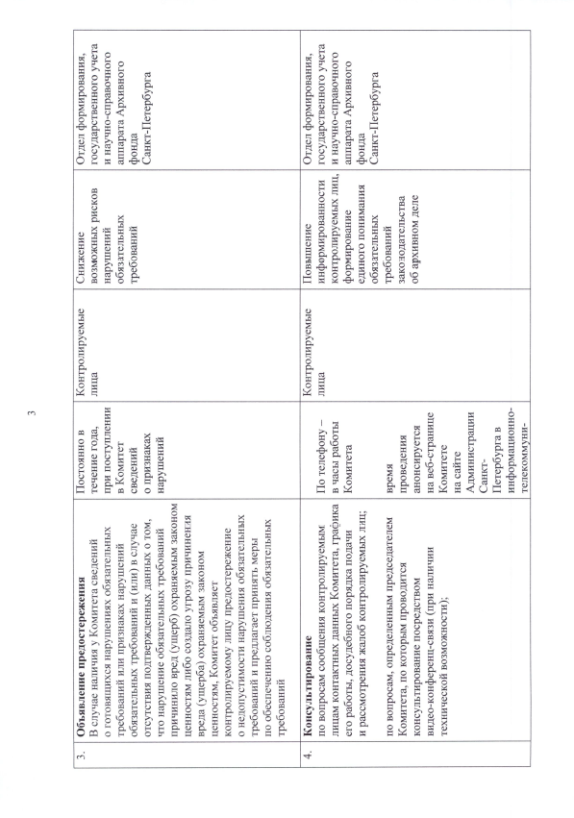 3
3.
Объявление предостережения
В случае наличия у Комитета сведений
о готовящихся нарушениях обязательных
требований или признаках нарушений
обязательных требований и (или) в случае
отсутствия подтвержденных данных о том,
что нарушение обязательных требований
причинило вред (ущерб) охраняемым законом
ценностям либо создало угрозу причинения
вреда (ущерба) охраняемым законом
ценностям, Комитет объявляет
контролируемому лицу предостережение
о недопустимости нарушения обязательных
требований и предлагает принять меры
по обеспечению соблюдения обязательных
требований
Постоянно в
течение года,
при поступлении
в Комитет
сведений
о признаках
нарушений
Контролируемые
лица
Снижение
возможных рисков
нарушений
обязательных
требований
Отдел формирования,
государственного учета
и научно-справочного
аппарата Архивного
фонда
Санкт-Петербурга
4.
Консультирование
по вопросам сообщения контролируемым
лицам контактных данных Комитета, графика
его работы, досудебного порядка подачи
и рассмотрения жалоб контролируемых лиц;
по вопросам, определенным председателем
Комитета, по которым проводится
консультирование посредством
видео-конференц-связи (при наличии
технической возможности);
По телефону –
в часы работы
Комитета
время
проведения
анонсируется
на веб-странице
Комитете
на сайте
Администрации
Санкт-
Петербурга в
информационно-
телекоммуни-
Контролируемые
лица
Повышение
информированности
контролируемых лиц,
формирование
единого понимания
обязательных
требований
законодательства
об архивном деле
Отдел формирования,
государственного учета
и научно-справочного
аппарата Архивного
фонда
Санкт-Петербурга